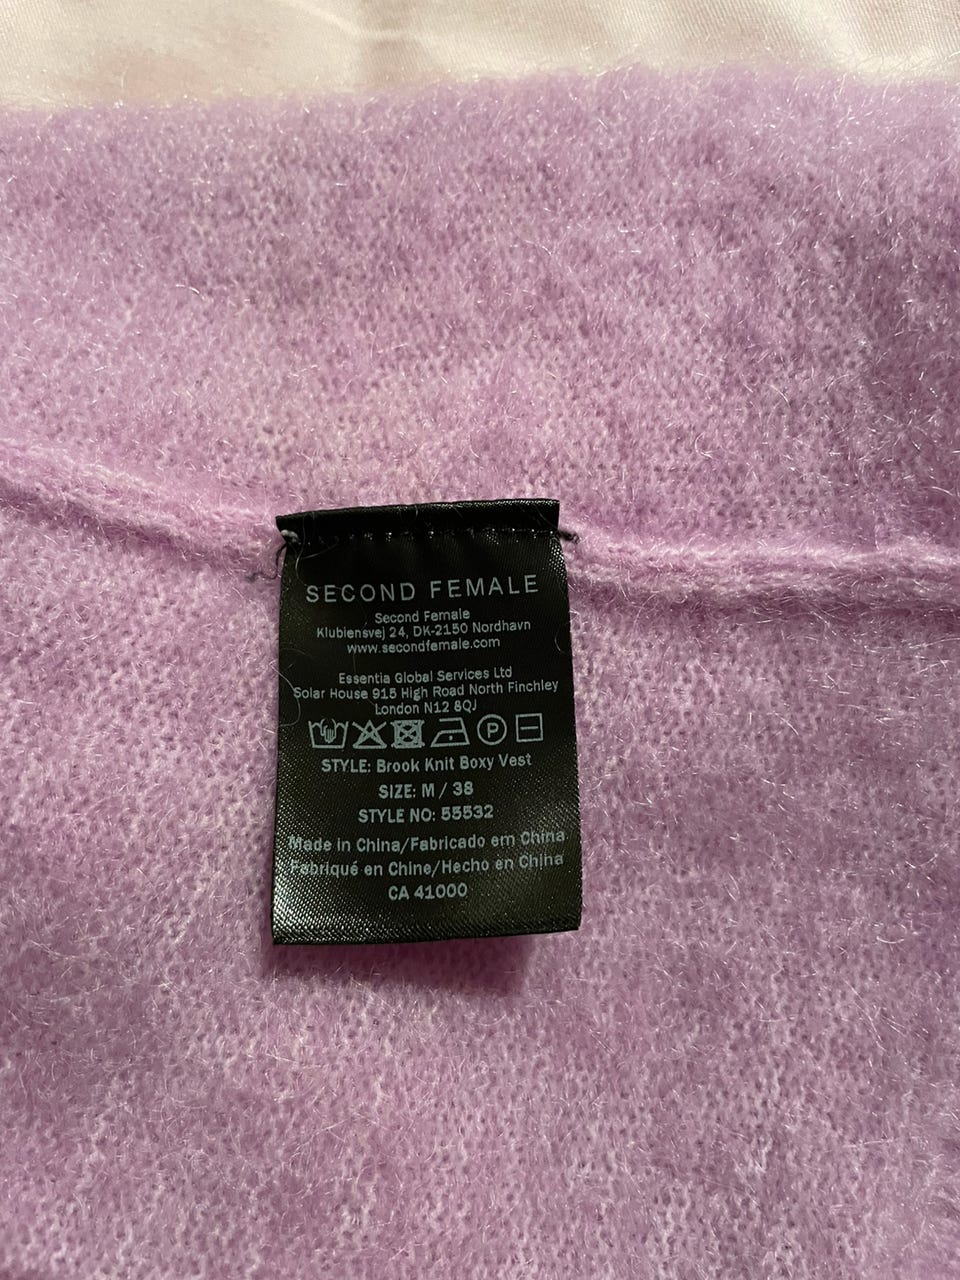 SECOND FEMALE
Second Female
Klubiensvej 24, DK-2150 Nordhavn
www.secondfemale.com
Essentia Global Services Ltd
Solar House 915 High Road North Finchley
London N12 8QJ
P
STYLE: Brook Knit Boxy Vest
SIZE: M / 38
STYLE NO: 55532
Made in China/Fabricado em China
Fabriqué en Chine/Hecho en China
CA 41000